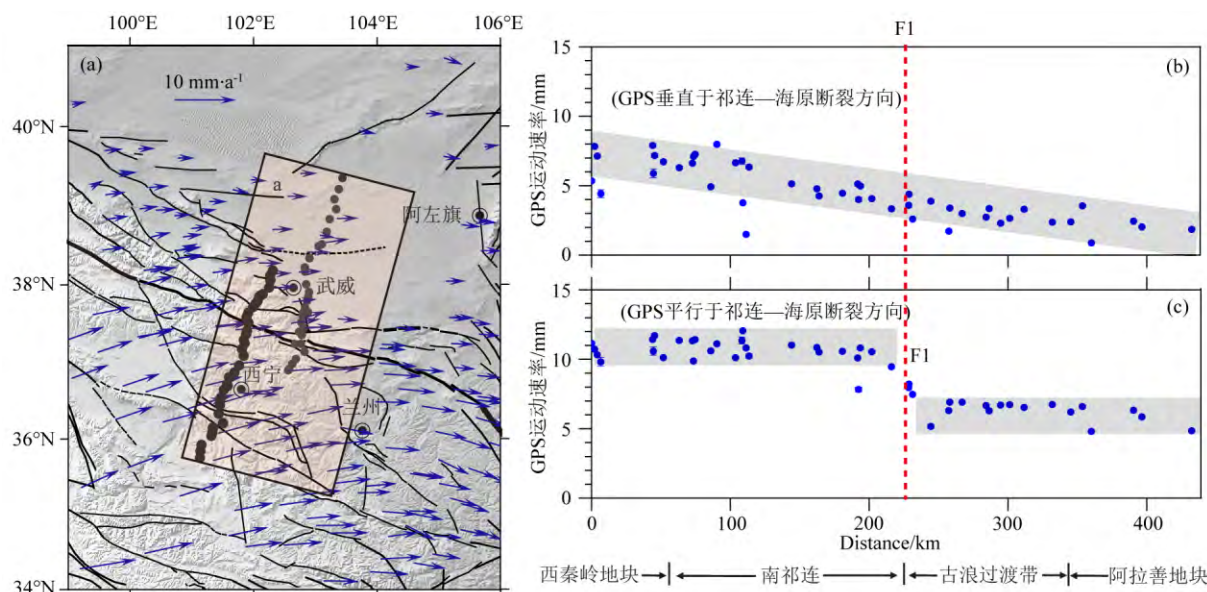 100°E 102°E 104°E 106°E
(a)
10 mm·a⁻¹
40°N
a
阿左旗
38°N
武威
西宁
兰州
36°N
34°N
F1
15
(b)
(GPS垂直于祁连—海原断裂方向)
10
5
0
GPS运动速率/mm
15
(c)
(GPS平行于祁连—海原断裂方向)
F1
10
5
0
GPS运动速率/mm
0 100 200 300 400
Distance/km
西秦岭地块 南祁连 古浪过渡带 阿拉善地块